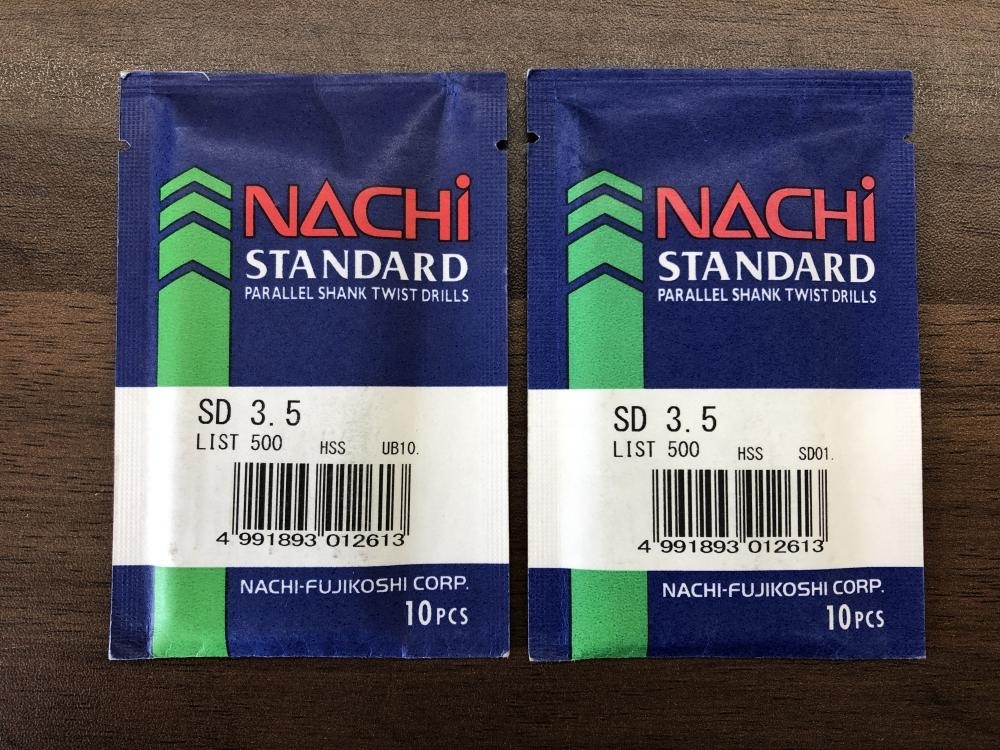 NACHi
STANDARD
PARALLEL SHANK TWIST DRILLS
SD 3.5
LIST 500 HSS UB10.
4 991893 012613
NACHI-FUJIKOSHI CORP.
10PCS
NACHi
STANDARD
PARALLEL SHANK TWIST DRILLS
SD 3.5
LIST 500 HSS SD01.
4 991893 012613
NACHI-FUJIKOSHI CORP.
10PCS